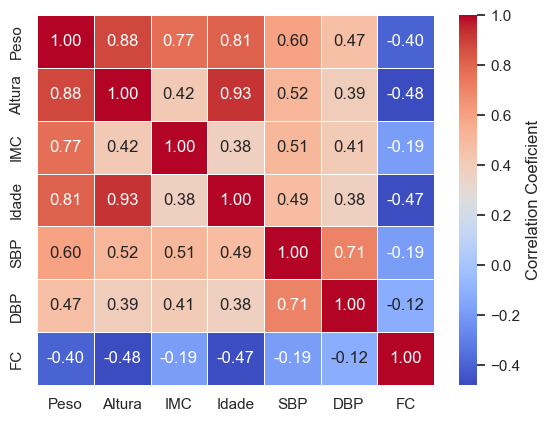 Peso 1.00 0.88 0.77 0.81 0.60 0.47 -0.40
Altura 0.88 1.00 0.42 0.93 0.52 0.39 -0.48
IMC 0.77 0.42 1.00 0.38 0.51 0.41 -0.19
Idade 0.81 0.93 0.38 1.00 0.49 0.38 -0.47
SBP 0.60 0.52 0.51 0.49 1.00 0.71 -0.19
DBP 0.47 0.39 0.41 0.38 0.71 1.00 -0.12
FC -0.40 -0.48 -0.19 -0.47 -0.19 -0.12 1.00
Peso Altura IMC Idade SBP DBP FC
1.0
0.8
0.6
0.4
0.2
0.0
−0.2
−0.4
Correlation Coeficient